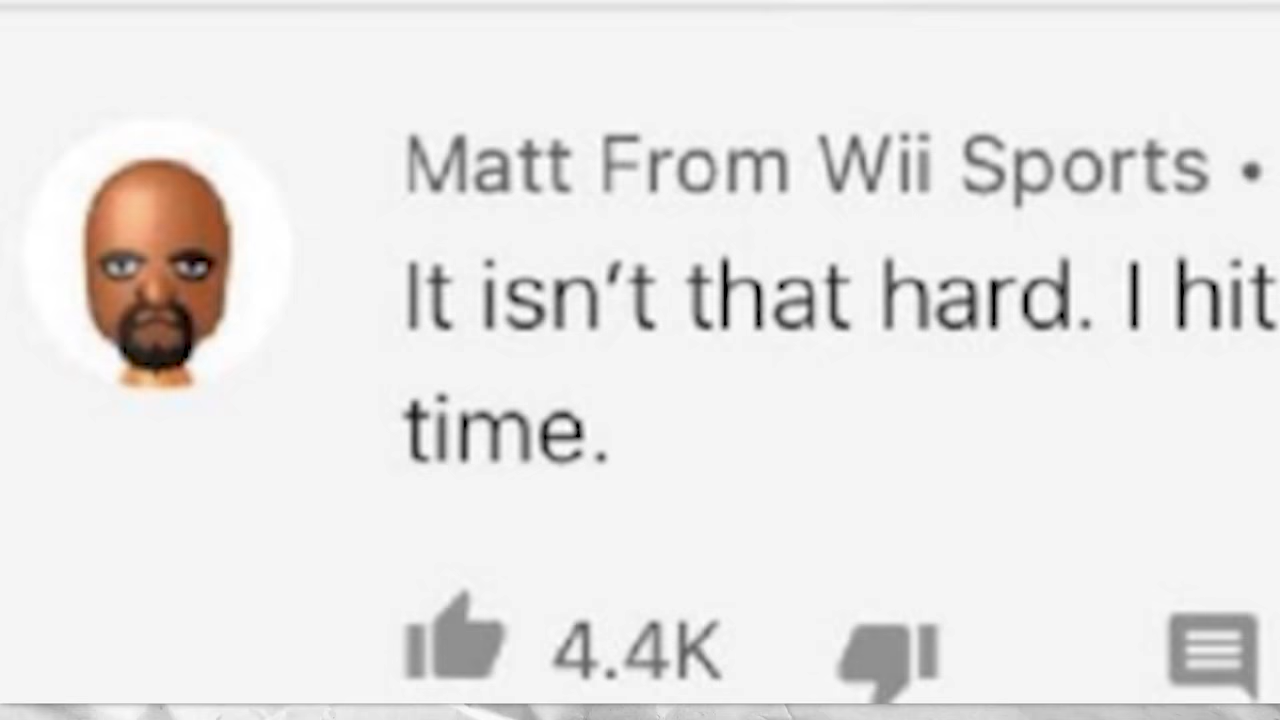 Matt From Wii Sports •
It isn’t that hard. I hit
time.
4.4K